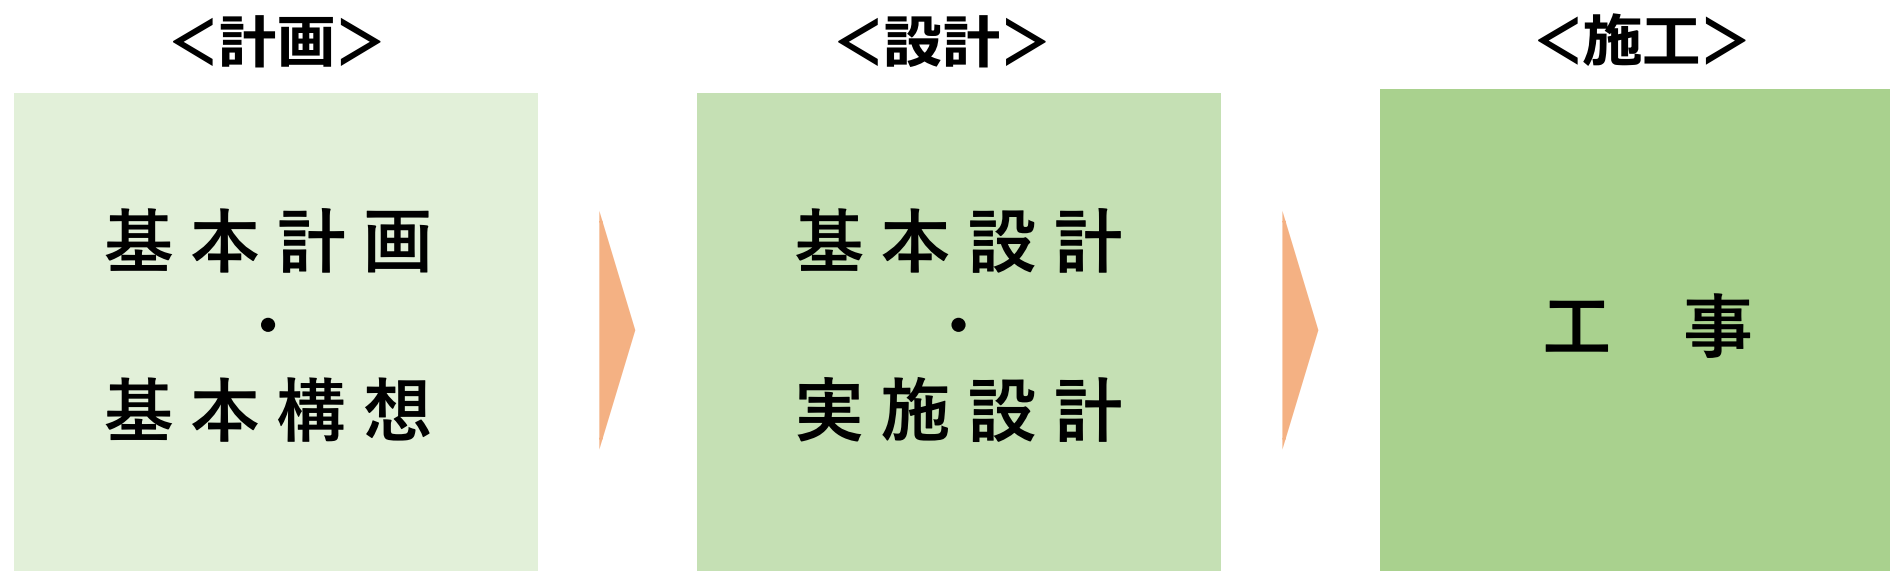 ＜計画＞
基本計画
・
基本構想
＜設計＞
基本設計
・
実施設計
＜施工＞
工　事